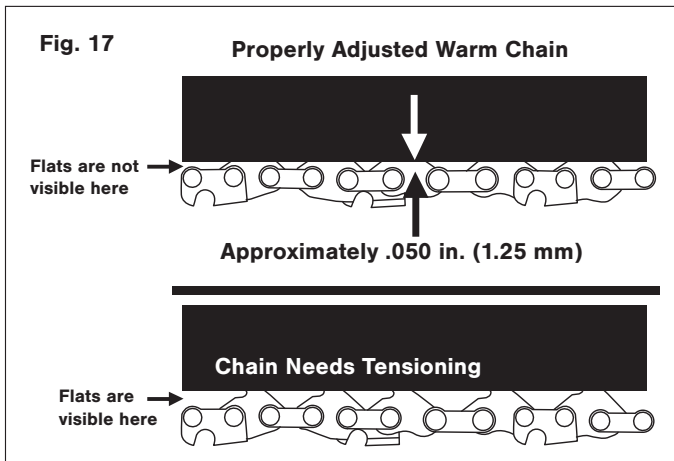 Fig. 17
Properly Adjusted Warm Chain
Flats are not
visible here
Approximately .050 in. (1.25 mm)
Chain Needs Tensioning
Flats are
visible here